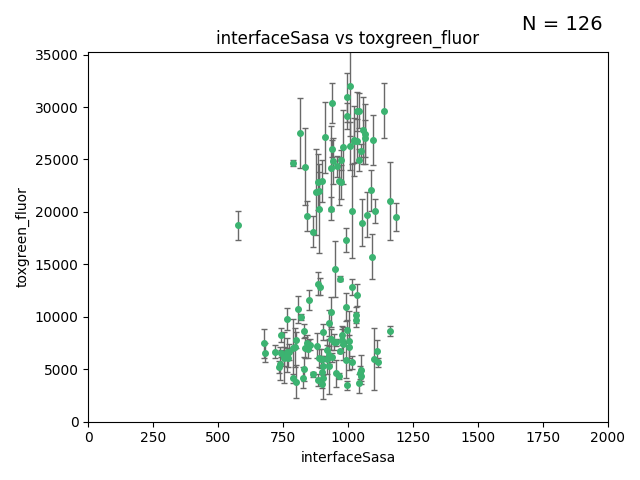 N = 126
interfaceSasa vs toxgreen_fluor
35000
30000
25000
20000
15000
10000
5000
0
toxgreen_fluor
0 250 500 750 1000 1250 1500 1750 2000
interfaceSasa